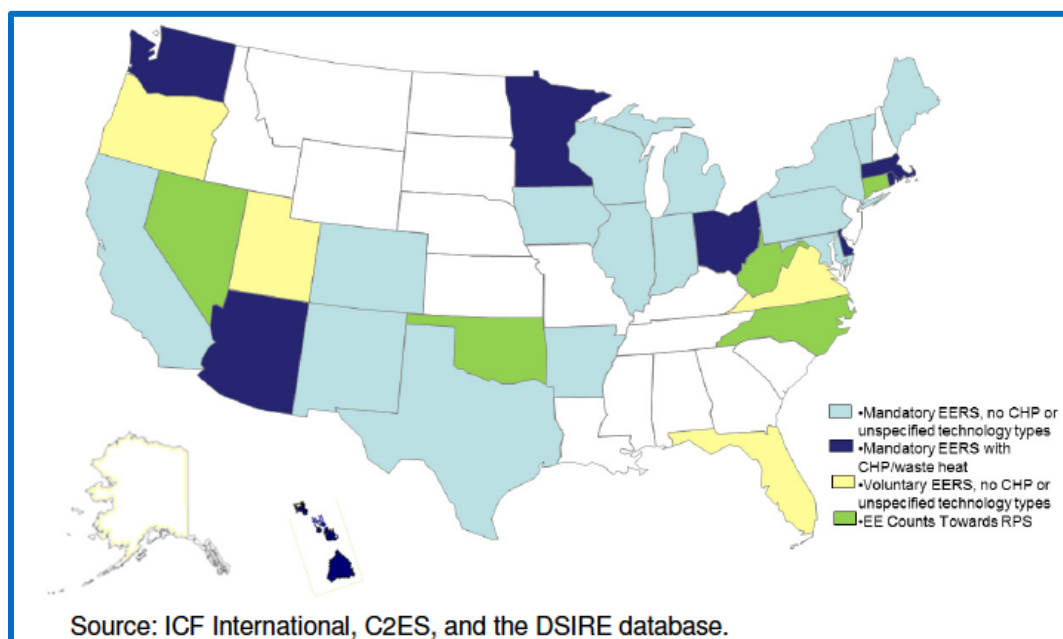 •Mandatory EERS, no CHP or
unspecified technology types
•Mandatory EERS with
CHP/waste heat
•Voluntary EERS, no CHP or
unspecified technology types
•EE Counts Towards RPS
Source: ICF International, C2ES, and the DSIRE database.